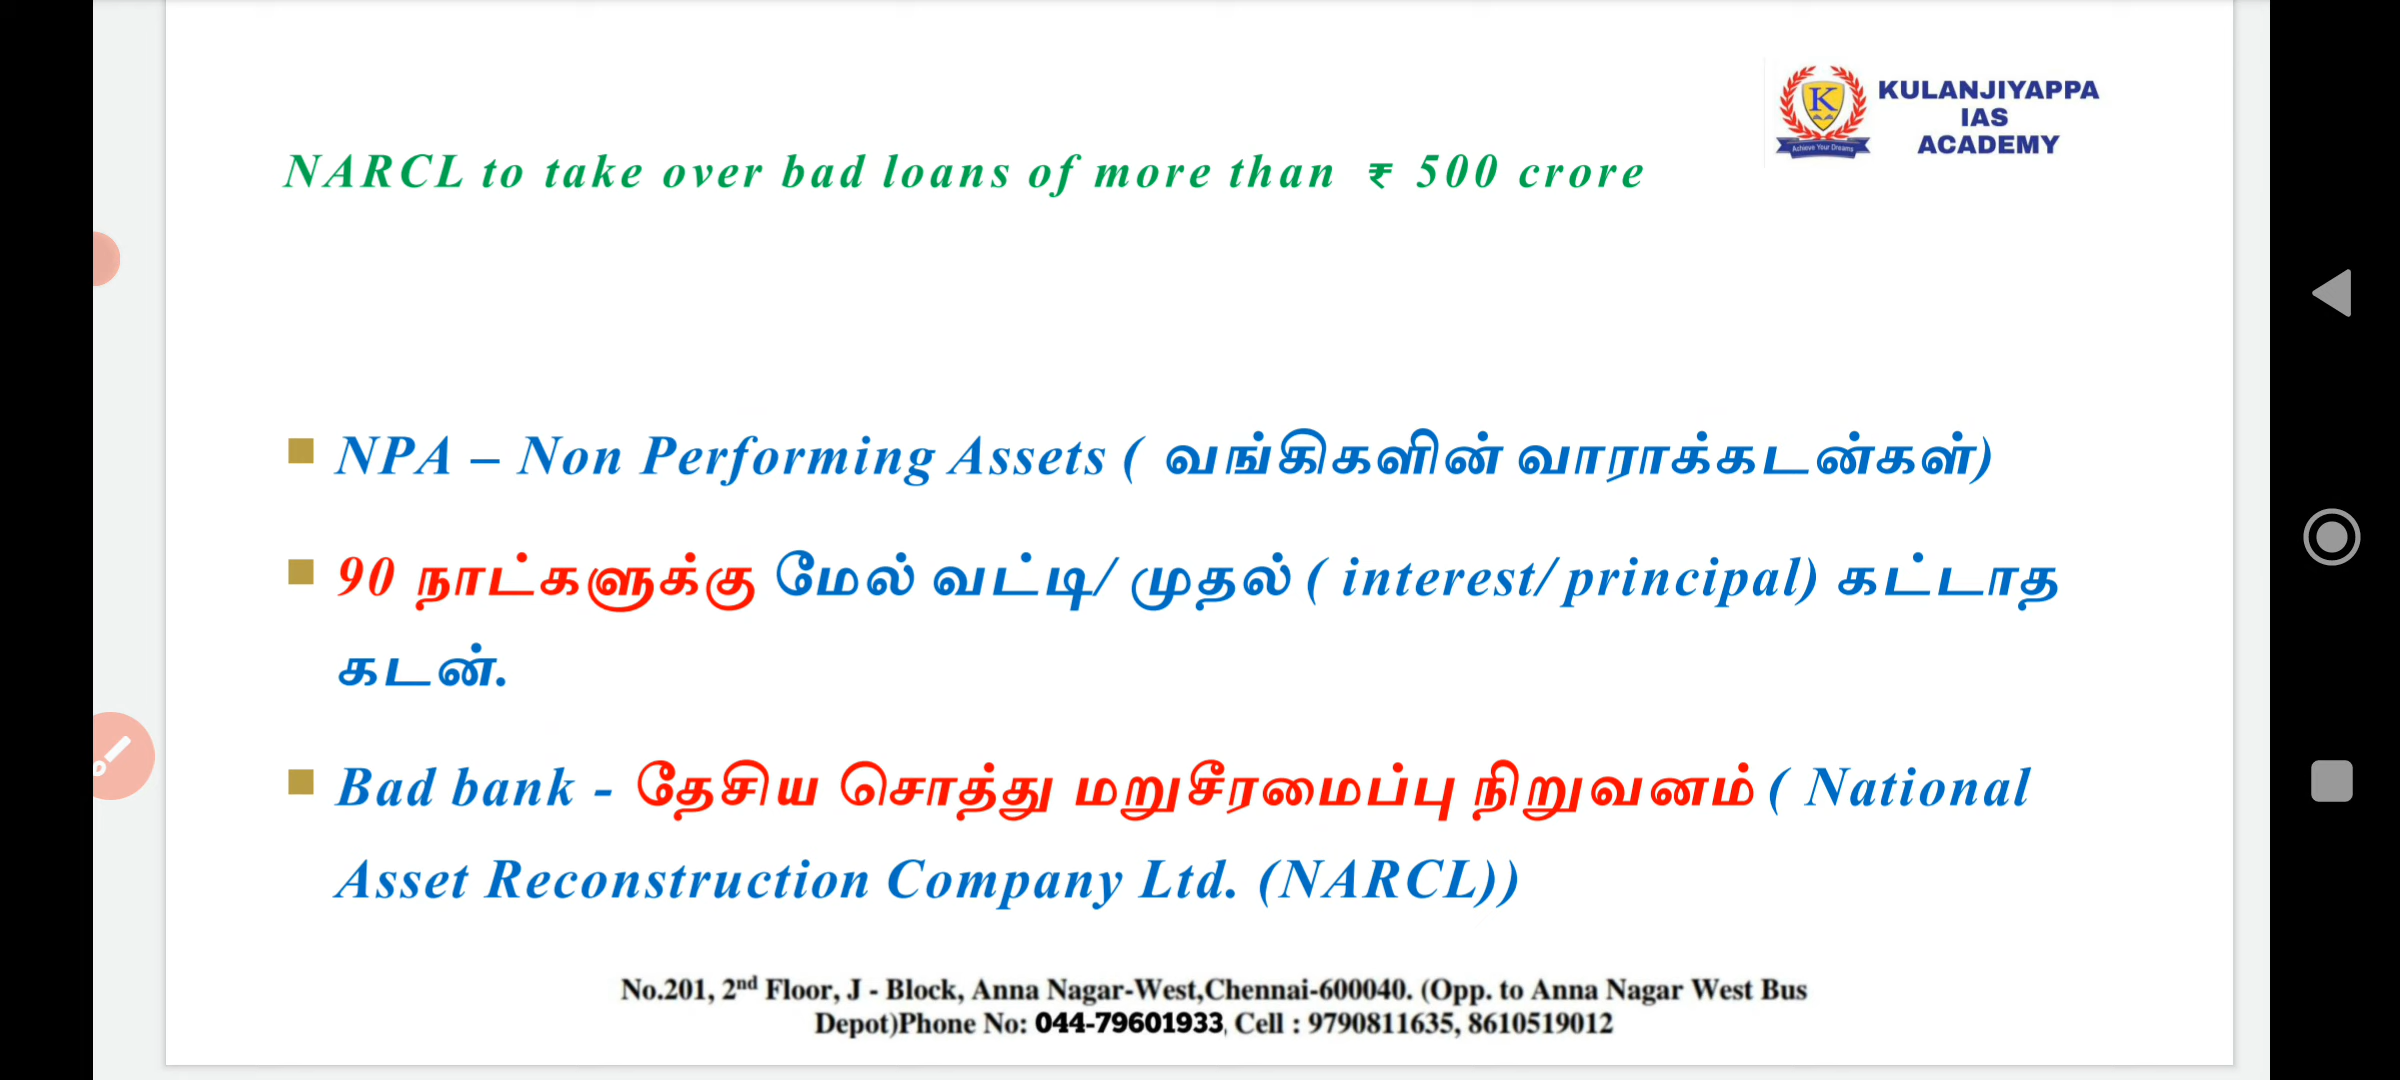 KULANJIYAPPA
IAS
ACADEMY
K
Achieve Your Dreams
NARCL to take over bad loans of more than ₹ 500 crore
NPA – Non Performing Assets ( வங்கிகளின் வாராக்கடன்கள்)
90 நாட்களுக்கு மேல் வட்டி/ முதல் ( interest/principal) கட்டாத
கடன்.
Bad bank - தேசிய சொத்து மறுசீரமைப்பு நிறுவனம் ( National
Asset Reconstruction Company Ltd. (NARCL))
No.201, 2nd Floor, J - Block, Anna Nagar-West,Chennai-600040. (Opp. to Anna Nagar West Bus
Depot)Phone No: 044-79601933, Cell : 9790811635, 8610519012